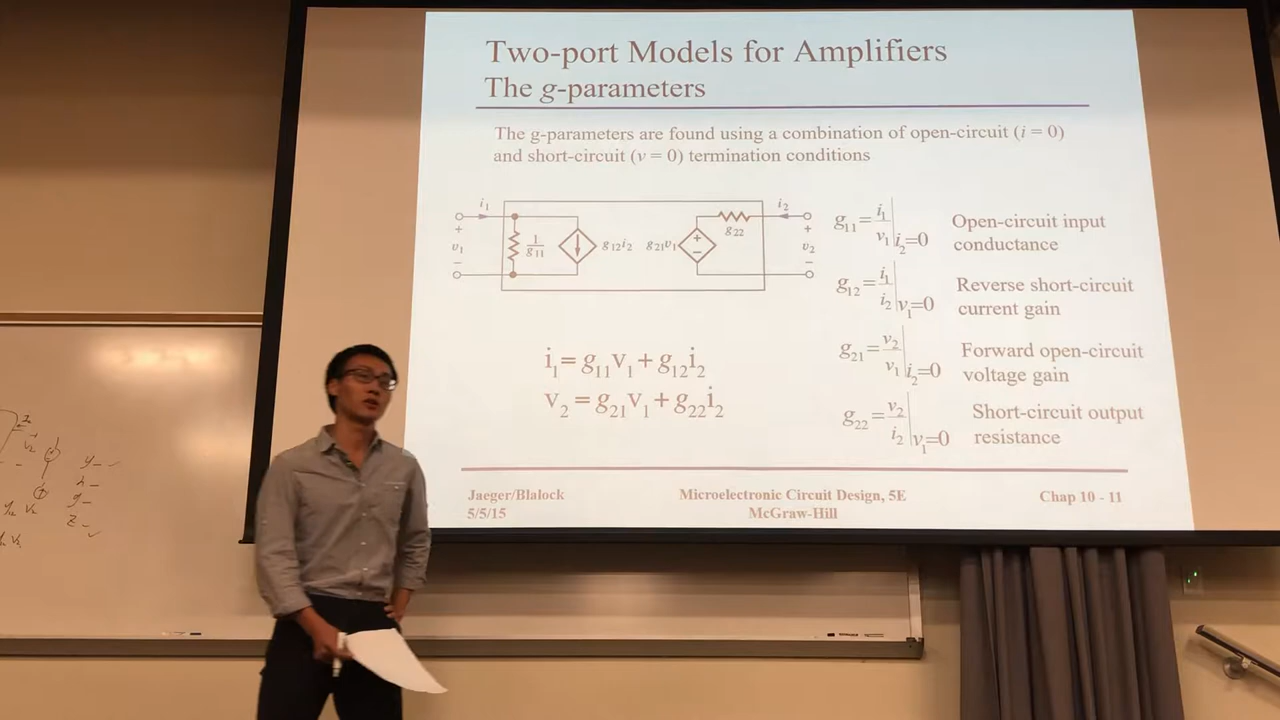 Two-port Models for Amplifiers
The g-parameters
The g-parameters are found using a combination of open-circuit (i = 0)
and short-circuit (v = 0) termination conditions
i₁
i₂
+
v₁
−
1/g₁₁
g₁₂i₂
g₂₁v₁
+
−
g₂₂
+
v₂
−
g₁₁ = i₁/v₁|i₂=0 Open-circuit input
conductance
g₁₂ = i₁/i₂|v₁=0 Reverse short-circuit
current gain
g₂₁ = v₂/v₁|i₂=0 Forward open-circuit
voltage gain
g₂₂ = v₂/i₂|v₁=0 Short-circuit output
resistance
i₁ = g₁₁v₁ + g₁₂i₂
v₂ = g₂₁v₁ + g₂₂i₂
Jaeger/Blalock
5/5/15
Microelectronic Circuit Design, 5E
McGraw-Hill
Chap 10 - 11
y
h
g
z